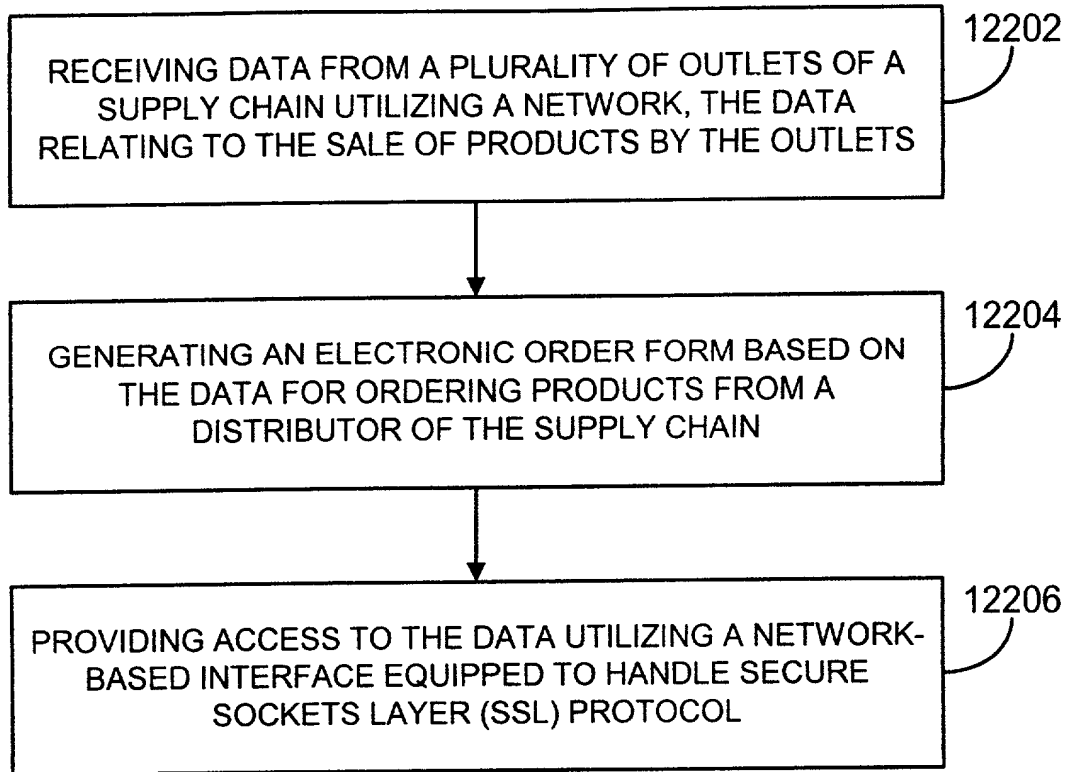 12202
RECEIVING DATA FROM A PLURALITY OF OUTLETS OF A
SUPPLY CHAIN UTILIZING A NETWORK, THE DATA
RELATING TO THE SALE OF PRODUCTS BY THE OUTLETS
12204
GENERATING AN ELECTRONIC ORDER FORM BASED ON
THE DATA FOR ORDERING PRODUCTS FROM A
DISTRIBUTOR OF THE SUPPLY CHAIN
12206
PROVIDING ACCESS TO THE DATA UTILIZING A NETWORK-
BASED INTERFACE EQUIPPED TO HANDLE SECURE
SOCKETS LAYER (SSL) PROTOCOL